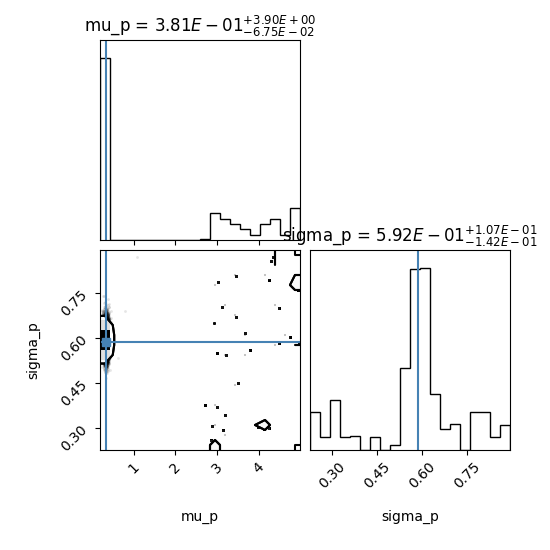 mu_p = 3.81E − 01+3.90E + 00
−6.75E − 02
sigma_p = 5.92E − 01+1.07E − 01
−1.42E − 01
0.75
0.60
0.45
0.30
sigma_p
1 2 3 4
mu_p
0.30 0.45 0.60 0.75
sigma_p